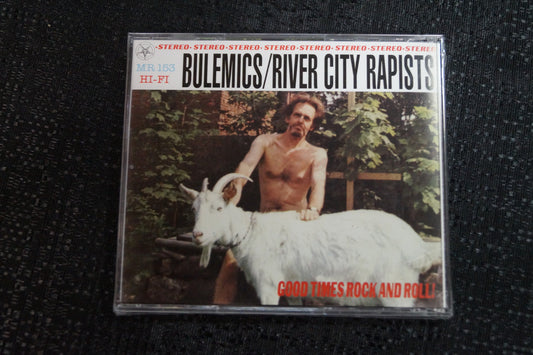 ·STEREO·STEREO·STEREO·STEREO·STEREO·STEREO·STEREO·STEREO
MR 153
HI-FI
BULEMICS/RIVER CITY RAPISTS
GOOD TIMES ROCK AND ROLL!